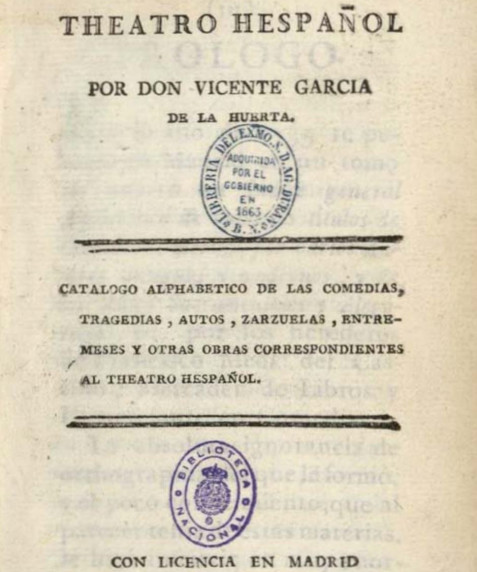 THEATRO HESPAÑOL
POR DON VICENTE GARCIA
DE LA HUERTA.
LIBRERIA DEL EXMO. S. D. AG. DURAN
B. N.
ADQUIRIDA
POR EL
GOBIERNO
EN
1863
CATALOGO ALPHABETICO DE LAS COMEDIAS,
TRAGEDIAS , AUTOS , ZARZUELAS , ENTRE-
MESES Y OTRAS OBRAS CORRESPONDIENTES
AL THEATRO HESPAÑOL.
BIBLIOTECA
NACIONAL
CON LICENCIA EN MADRID